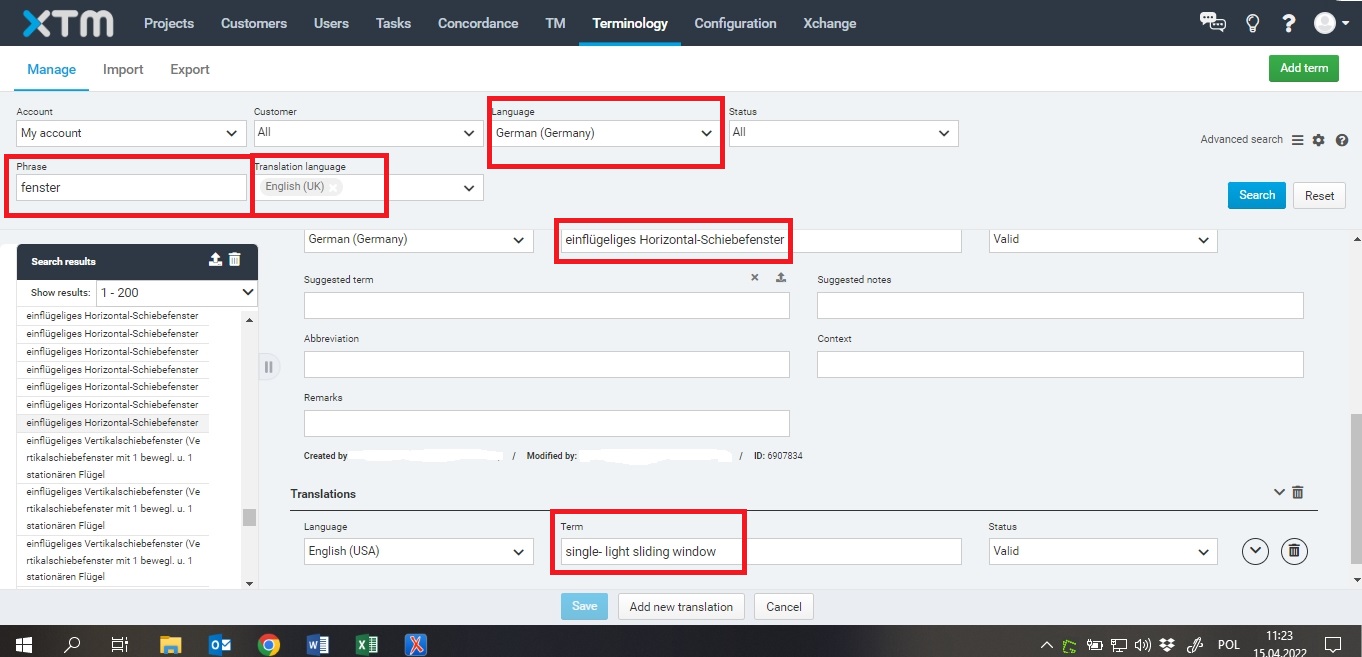 XTM Projects Customers Users Tasks Concordance TM Terminology Configuration Xchange
Manage Import Export Add term
Account Customer Language Status
My account All German (Germany) All
Advanced search
Phrase Translation language
fenster English (UK)
Search Reset
German (Germany) einflügeliges Horizontal-Schiebefenster Valid
Search results
Show results: 1 - 200
einflügeliges Horizontal-Schiebefenster
einflügeliges Horizontal-Schiebefenster
einflügeliges Horizontal-Schiebefenster
einflügeliges Horizontal-Schiebefenster
einflügeliges Horizontal-Schiebefenster
einflügeliges Horizontal-Schiebefenster
einflügeliges Horizontal-Schiebefenster
einflügeliges Vertikalschiebefenster (Ve
rtikalschiebefenster mit 1 bewegl. u. 1
stationären Flügel
einflügeliges Vertikalschiebefenster (Ve
rtikalschiebefenster mit 1 bewegl. u. 1
stationären Flügel
einflügeliges Vertikalschiebefenster (Ve
rtikalschiebefenster mit 1 bewegl. u. 1
stationären Flügel
Suggested term Suggested notes
Abbreviation Context
Remarks
Created by / Modified by: / ID: 6907834
Translations
Language Term Status
English (USA) single- light sliding window Valid
Save Add new translation Cancel
POL 11:23
15.04.2022